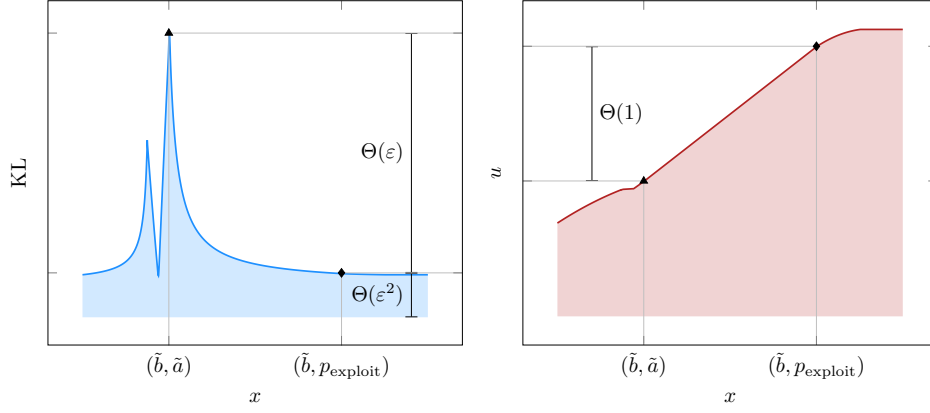 KL
Θ(ε)
Θ(ε²)
(b̃, ã)
(b̃, p_exploit)
x
u
Θ(1)
(b̃, ã)
(b̃, p_exploit)
x